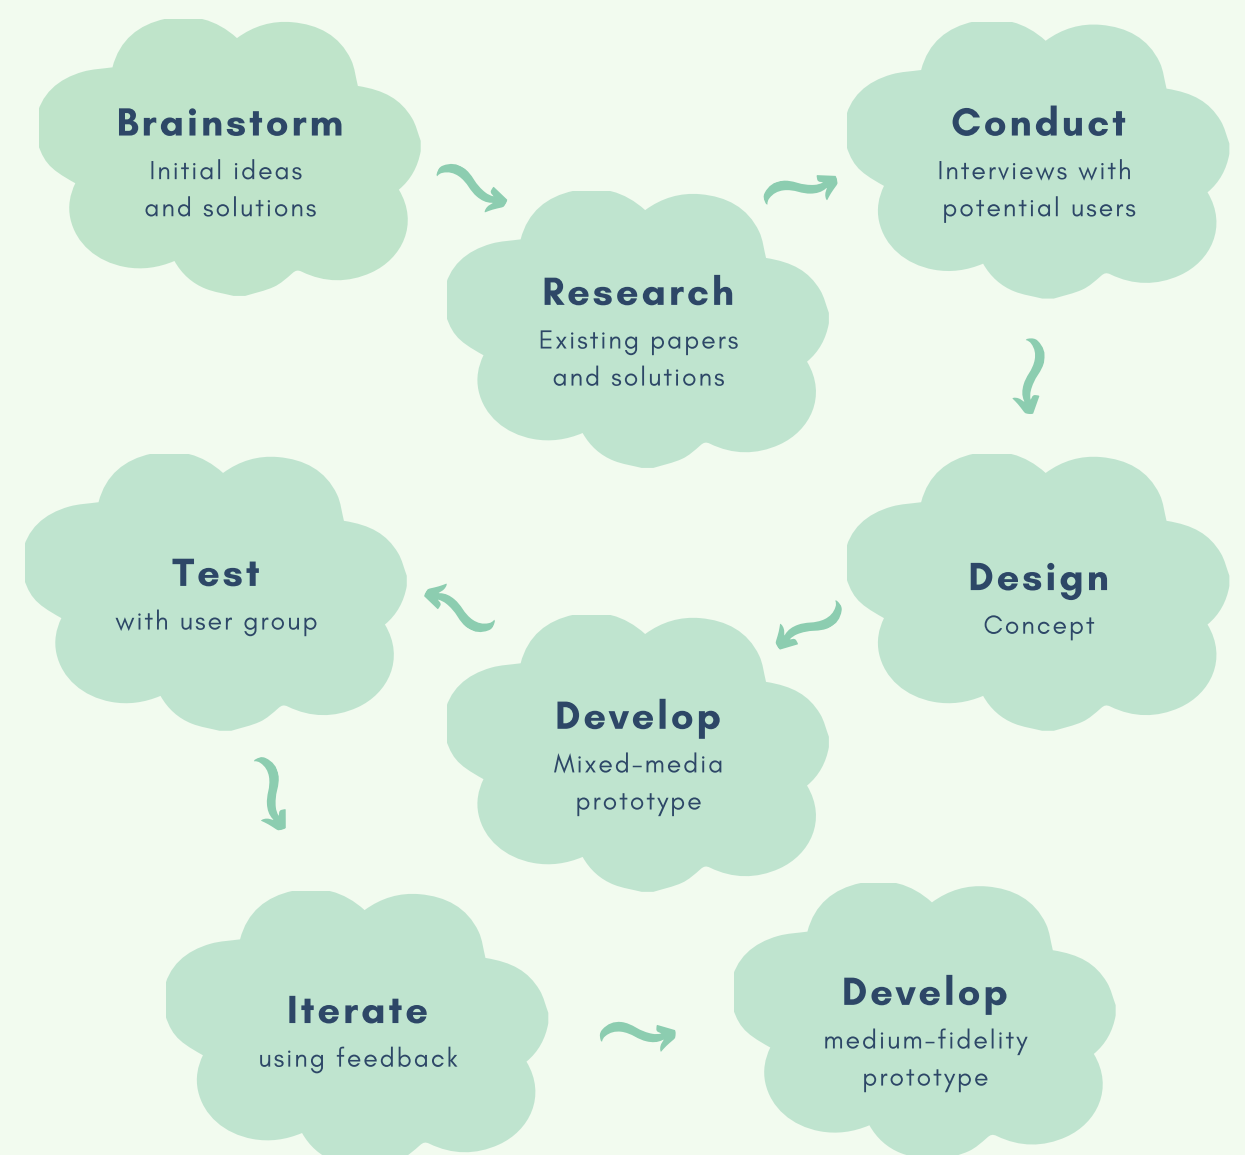 Brainstorm
Initial ideas
and solutions
Research
Existing papers
and solutions
Conduct
Interviews with
potential users
Design
Concept
Develop
Mixed-media
prototype
Test
with user group
Iterate
using feedback
Develop
medium-fidelity
prototype